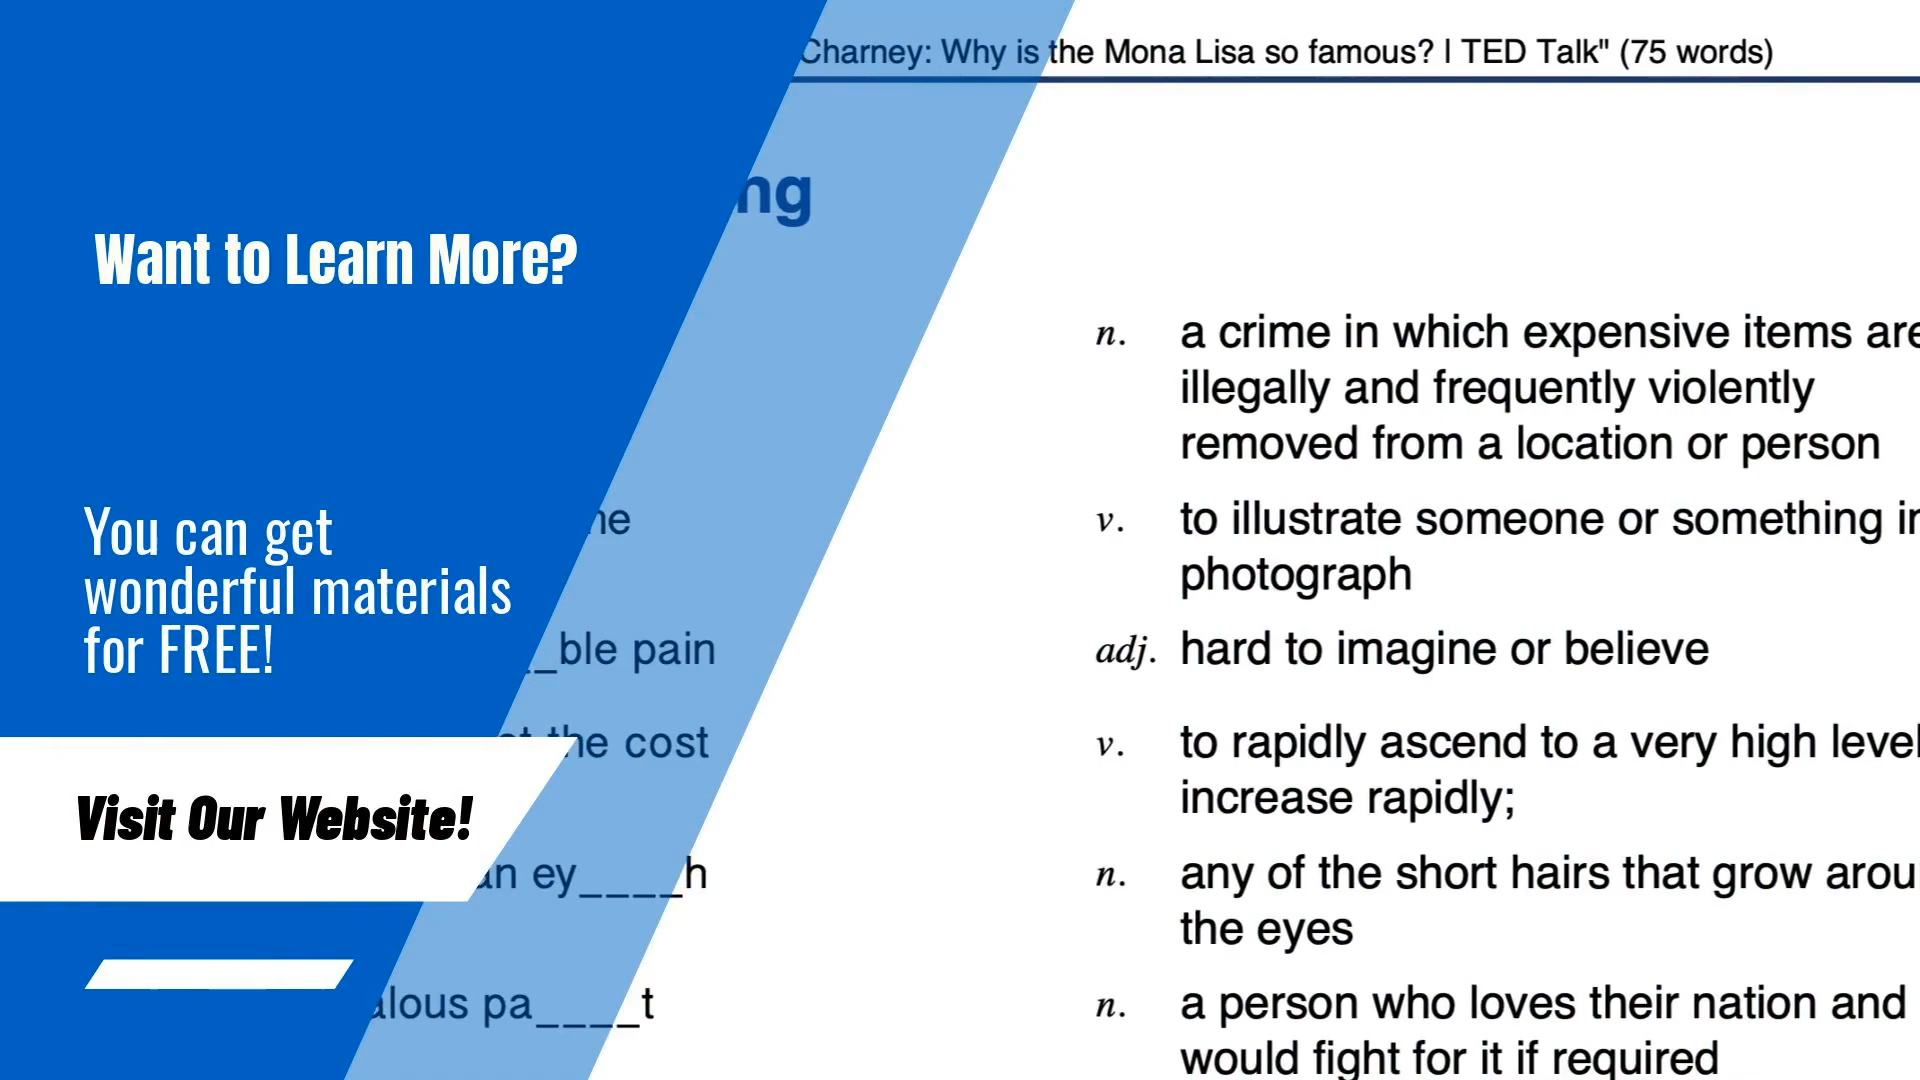 Charney: Why is the Mona Lisa so famous? | TED Talk" (75 words)
ng
Want to Learn More?
You can get
wonderful materials
for FREE!
Visit Our Website!
_ble pain
the cost
an ey____h
alous pa____t
n. a crime in which expensive items are
illegally and frequently violently
removed from a location or person
v. to illustrate someone or something in
photograph
adj. hard to imagine or believe
v. to rapidly ascend to a very high level
increase rapidly;
n. any of the short hairs that grow arou
the eyes
n. a person who loves their nation and
would fight for it if required